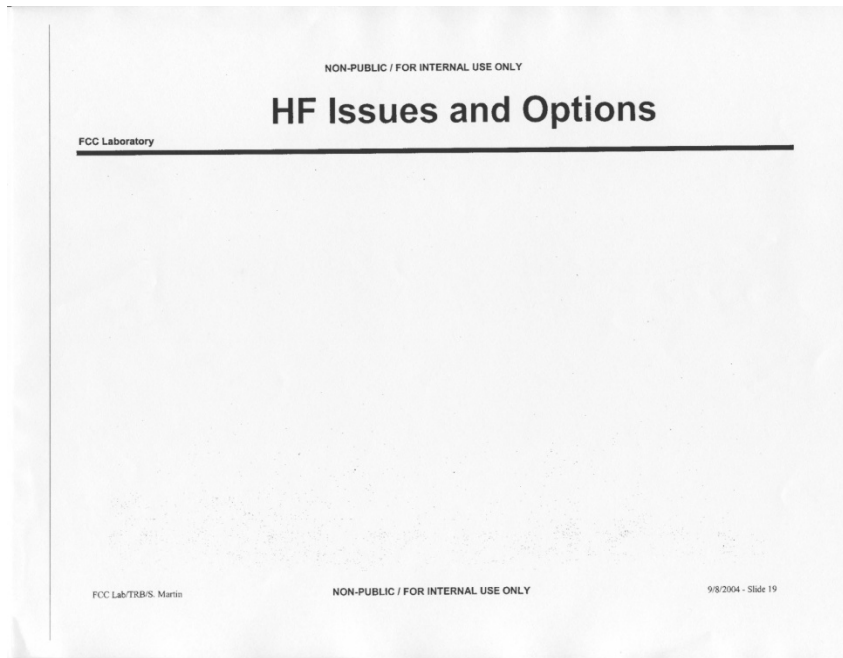 NON-PUBLIC / FOR INTERNAL USE ONLY
HF Issues and Options
FCC Laboratory
FCC Lab/TRB/S. Martin
NON-PUBLIC / FOR INTERNAL USE ONLY
9/8/2004 - Slide 19